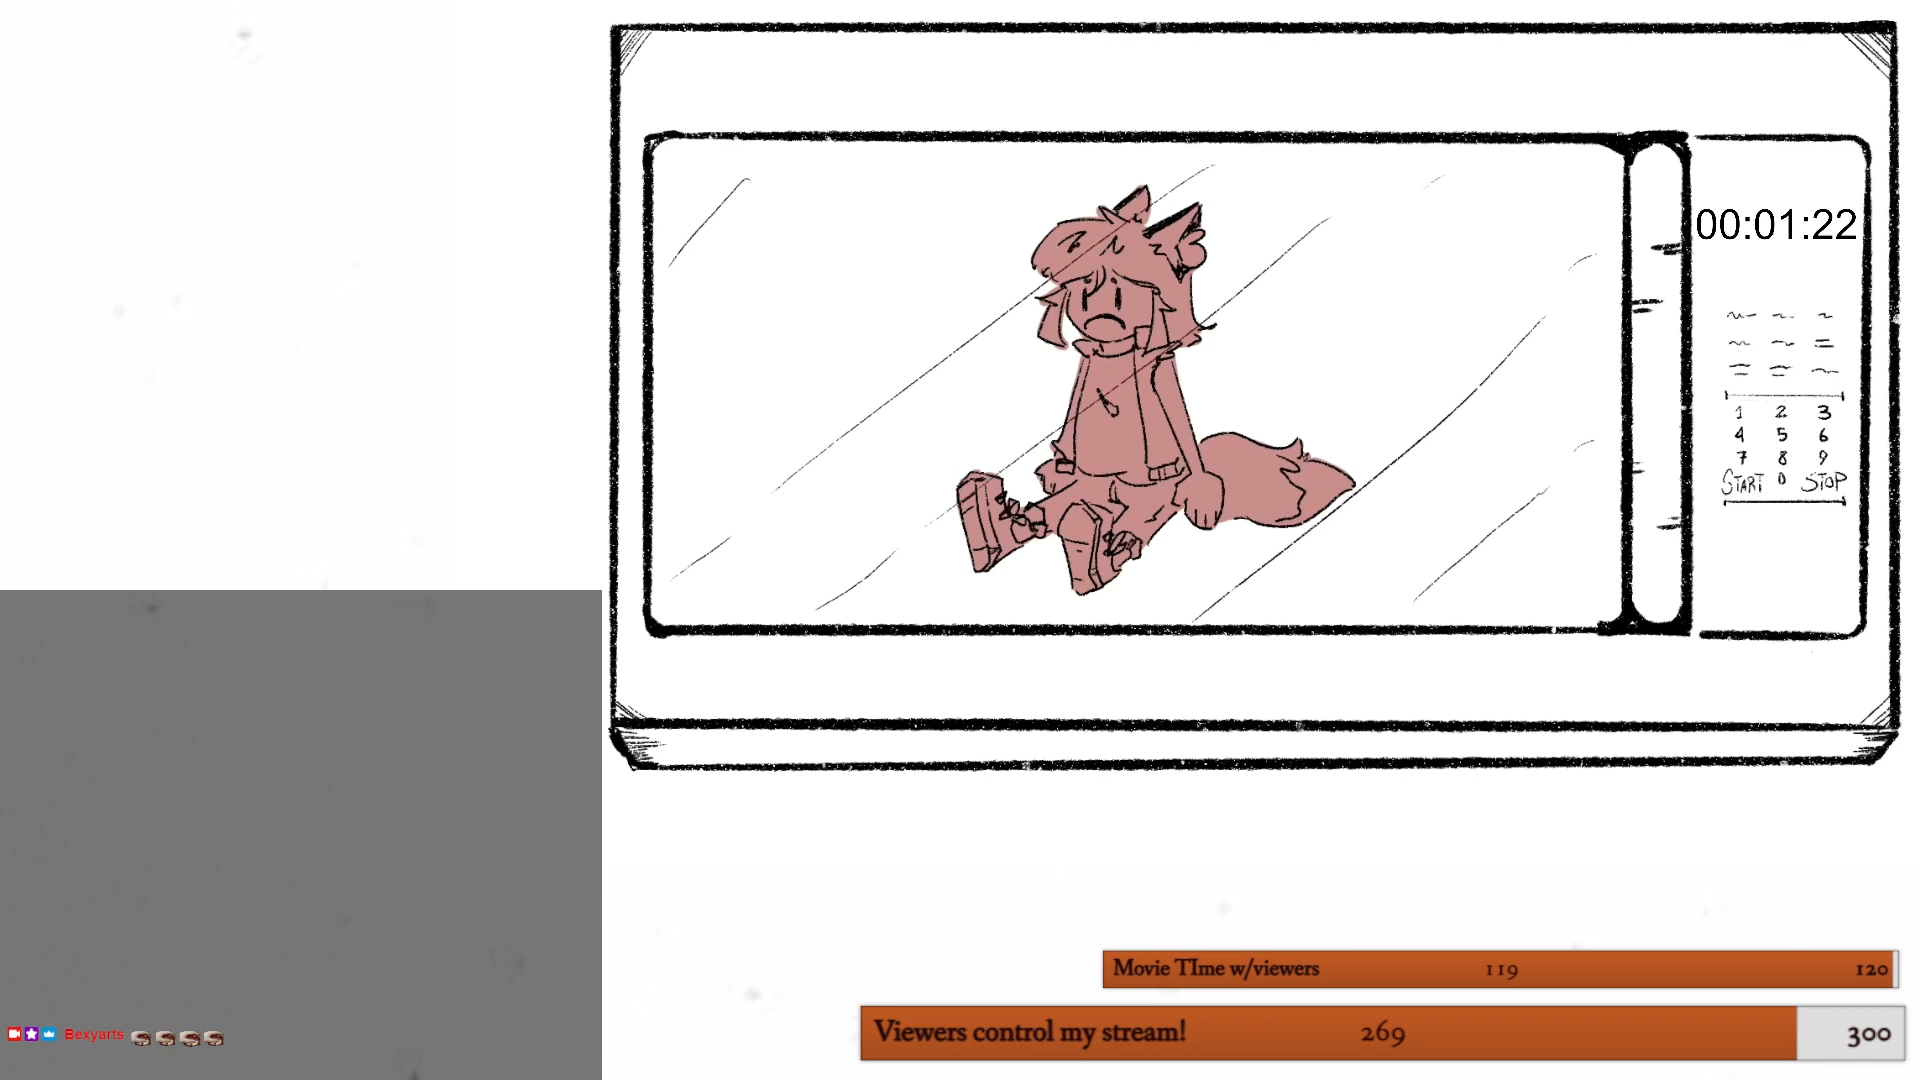 00:01:22
1 2 3
4 5 6
7 8 9
START 0 STOP
Movie TIme w/viewers 119 120
Viewers control my stream! 269 300
Bexyarts